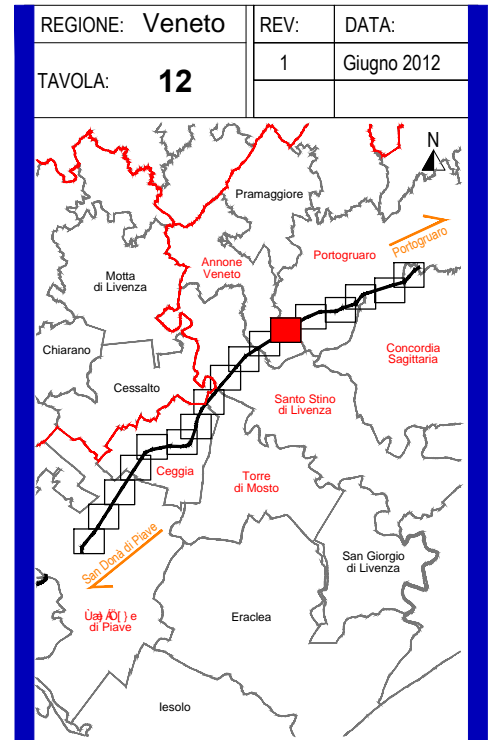 REGIONE: Veneto
REV:
DATA:
TAVOLA: 12
1
Giugno 2012
N
Pramaggiore
Portogruaro
Annone
Veneto
Portogruaro
Motta
di Livenza
Chiarano
Concordia
Sagittaria
Cessalto
Santo Stino
di Livenza
Ceggia
Torre
di Mosto
San Donà di Piave
San Giorgio
di Livenza
di Piave
Eraclea
Iesolo